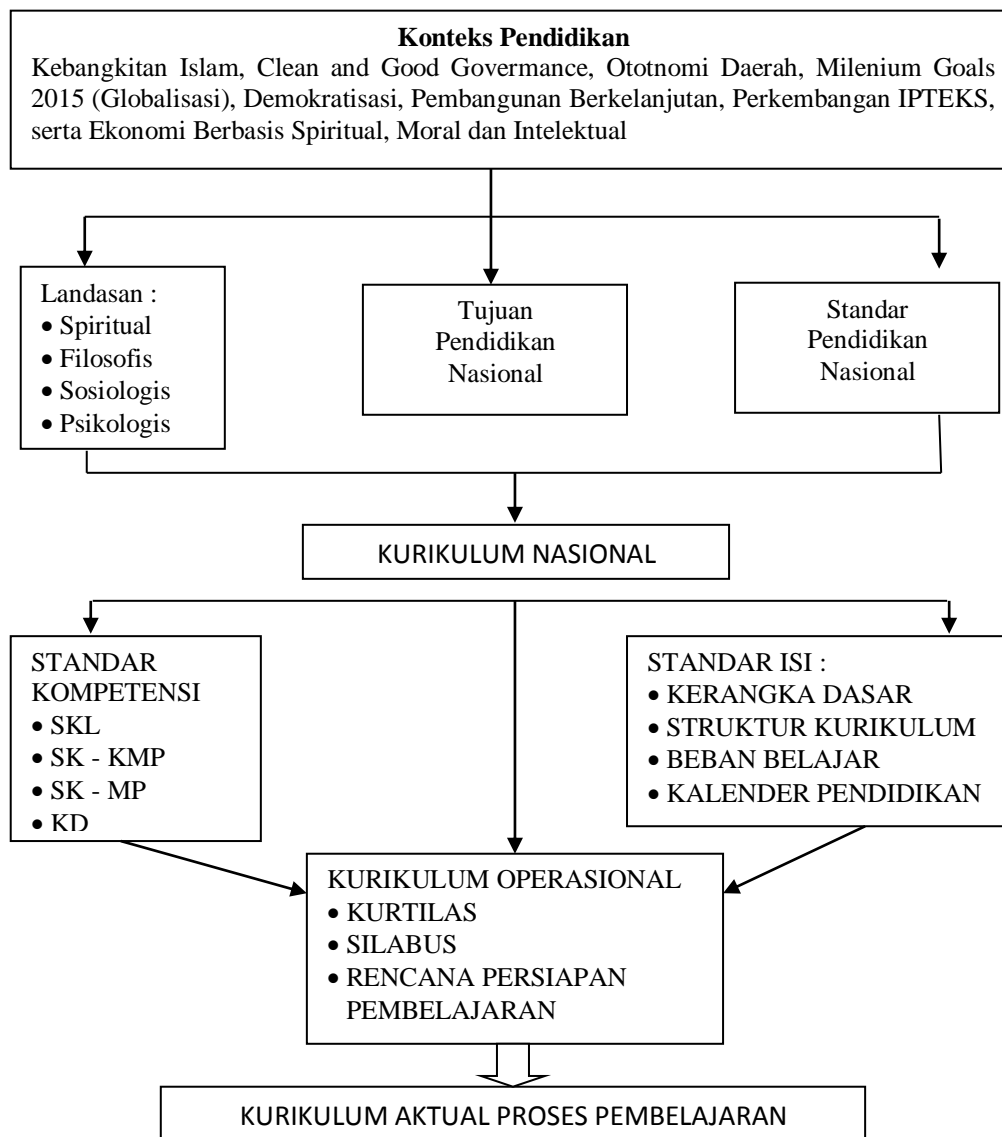 Konteks Pendidikan
Kebangkitan Islam, Clean and Good Govermance, Ototnomi Daerah, Milenium Goals
2015 (Globalisasi), Demokratisasi, Pembangunan Berkelanjutan, Perkembangan IPTEKS,
serta Ekonomi Berbasis Spiritual, Moral dan Intelektual
Landasan :
• Spiritual
• Filosofis
• Sosiologis
• Psikologis
Tujuan
Pendidikan
Nasional
Standar
Pendidikan
Nasional
KURIKULUM NASIONAL
STANDAR
KOMPETENSI
• SKL
• SK - KMP
• SK - MP
• KD
STANDAR ISI :
• KERANGKA DASAR
• STRUKTUR KURIKULUM
• BEBAN BELAJAR
• KALENDER PENDIDIKAN
KURIKULUM OPERASIONAL
• KURTILAS
• SILABUS
• RENCANA PERSIAPAN
PEMBELAJARAN
KURIKULUM AKTUAL PROSES PEMBELAJARAN